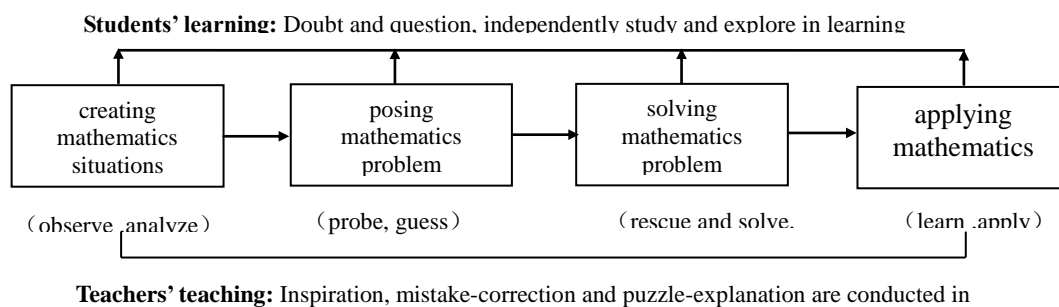 Students’ learning: Doubt and question, independently study and explore in learning
creating
mathematics
situations
posing
mathematics
problem
solving
mathematics
problem
applying
mathematics
（observe ,analyze）
（probe, guess）
（rescue and solve,
（learn ,apply）
Teachers’ teaching: Inspiration, mistake-correction and puzzle-explanation are conducted in